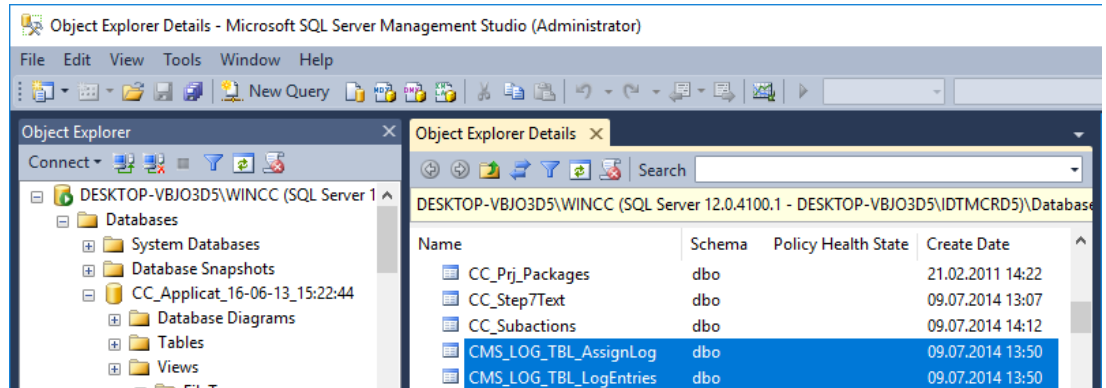 Object Explorer Details - Microsoft SQL Server Management Studio (Administrator)
File Edit View Tools Window Help
New Query
Object Explorer
Connect
DESKTOP-VBJO3D5\WINCC (SQL Server 1
Databases
System Databases
Database Snapshots
CC_Applicat_16-06-13_15:22:44
Database Diagrams
Tables
Views
Object Explorer Details
Search
DESKTOP-VBJO3D5\WINCC (SQL Server 12.0.4100.1 - DESKTOP-VBJO3D5\IDTMCRD5)\Database
Name Schema Policy Health State Create Date
CC_Prj_Packages dbo 21.02.2011 14:22
CC_Step7Text dbo 09.07.2014 13:07
CC_Subactions dbo 09.07.2014 14:12
CMS_LOG_TBL_AssignLog dbo 09.07.2014 13:50
CMS_LOG_TBL_LogEntries dbo 09.07.2014 13:50